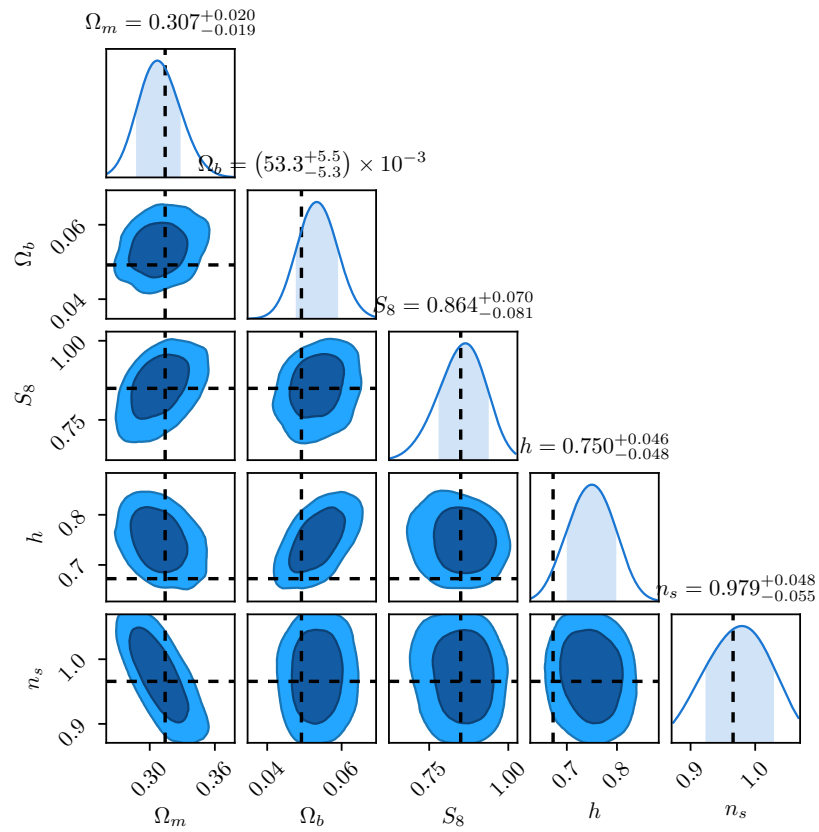 Ω_m = 0.307^{+0.020}_{-0.019}
Ω_b = (53.3^{+5.5}_{-5.3}) × 10^{-3}
0.06
0.04
Ω_b
S_8 = 0.864^{+0.070}_{-0.081}
1.00
0.75
S_8
h = 0.750^{+0.046}_{-0.048}
0.8
0.7
h
n_s = 0.979^{+0.048}_{-0.055}
1.0
0.9
n_s
0.30 0.36 0.04 0.06 0.75 1.00 0.7 0.8 0.9 1.0
Ω_m Ω_b S_8 h n_s